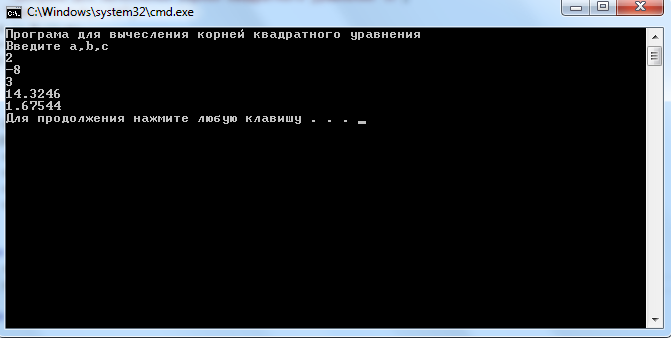 C:\Windows\system32\cmd.exe
Програма для вычесления корней квадратного уравнения
Введите a,b,c
2
-8
3
14.3246
1.67544
Для продолжения нажмите любую клавишу . . . _